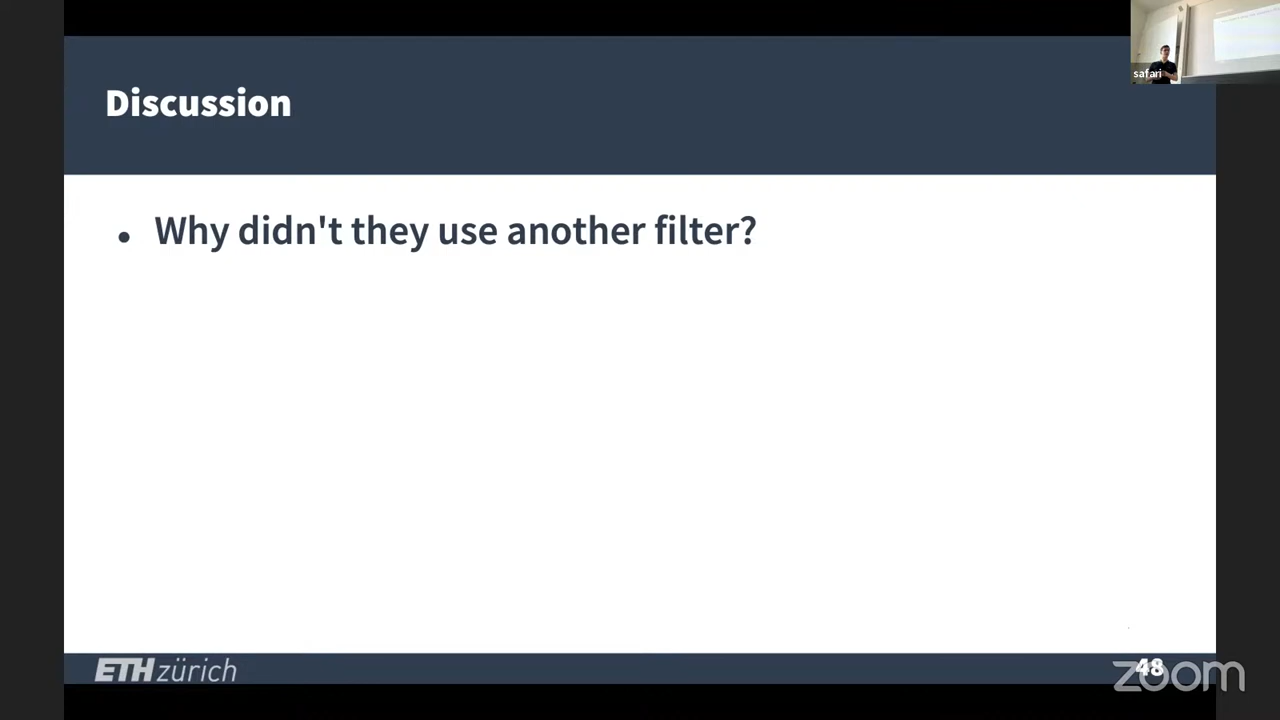 safari
Discussion
• Why didn't they use another filter?
ETH zürich
48
zoom